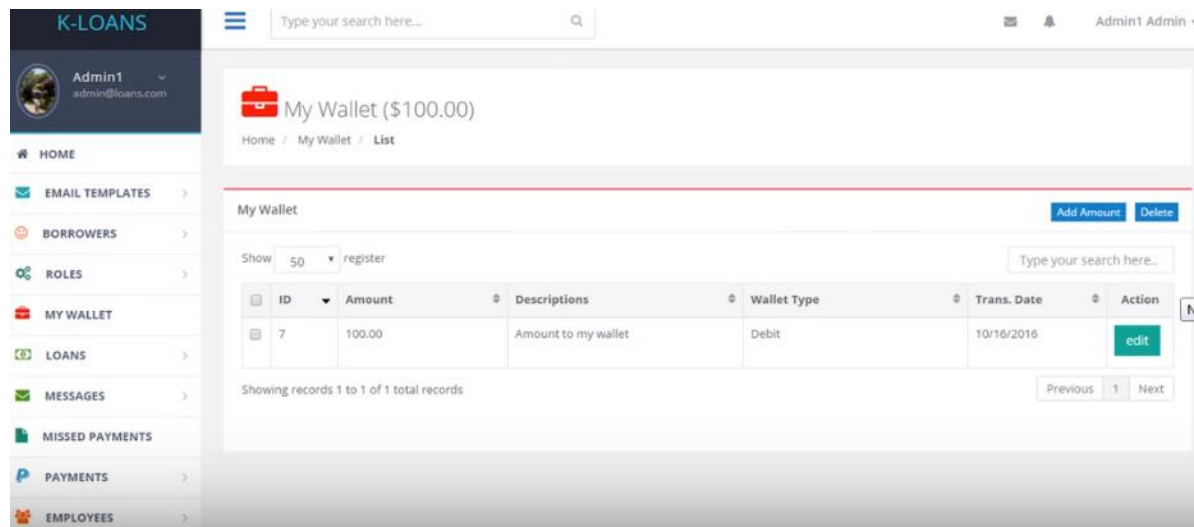 K-LOANS
Type your search here...
Admin1 Admin
Admin1
admin@loans.com
My Wallet ($100.00)
Home / My Wallet / List
HOME
EMAIL TEMPLATES
BORROWERS
ROLES
MY WALLET
LOANS
MESSAGES
MISSED PAYMENTS
PAYMENTS
EMPLOYEES
My Wallet
Add Amount Delete
Show 50 register
Type your search here..
ID Amount Descriptions Wallet Type Trans. Date Action
7 100.00 Amount to my wallet Debit 10/16/2016 edit
Showing records 1 to 1 of 1 total records
Previous 1 Next